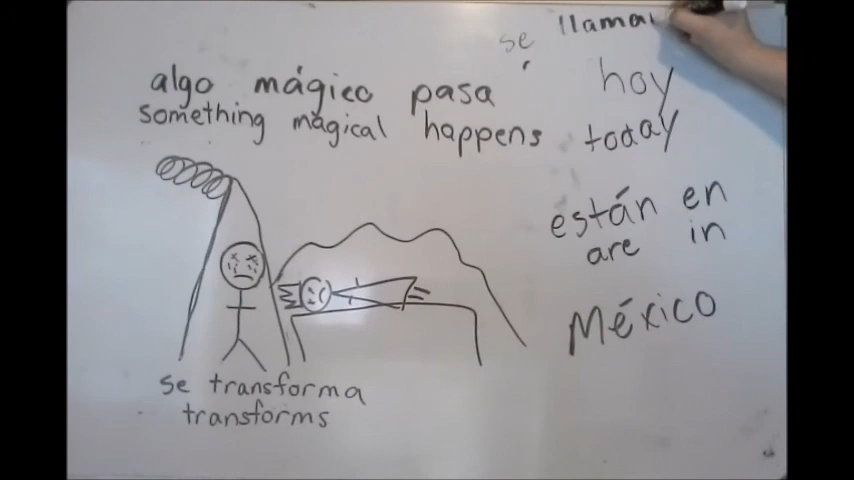 se llama
algo mágico pasa
something magical happens
hoy
today
están en
are in
México
se transforma
transforms